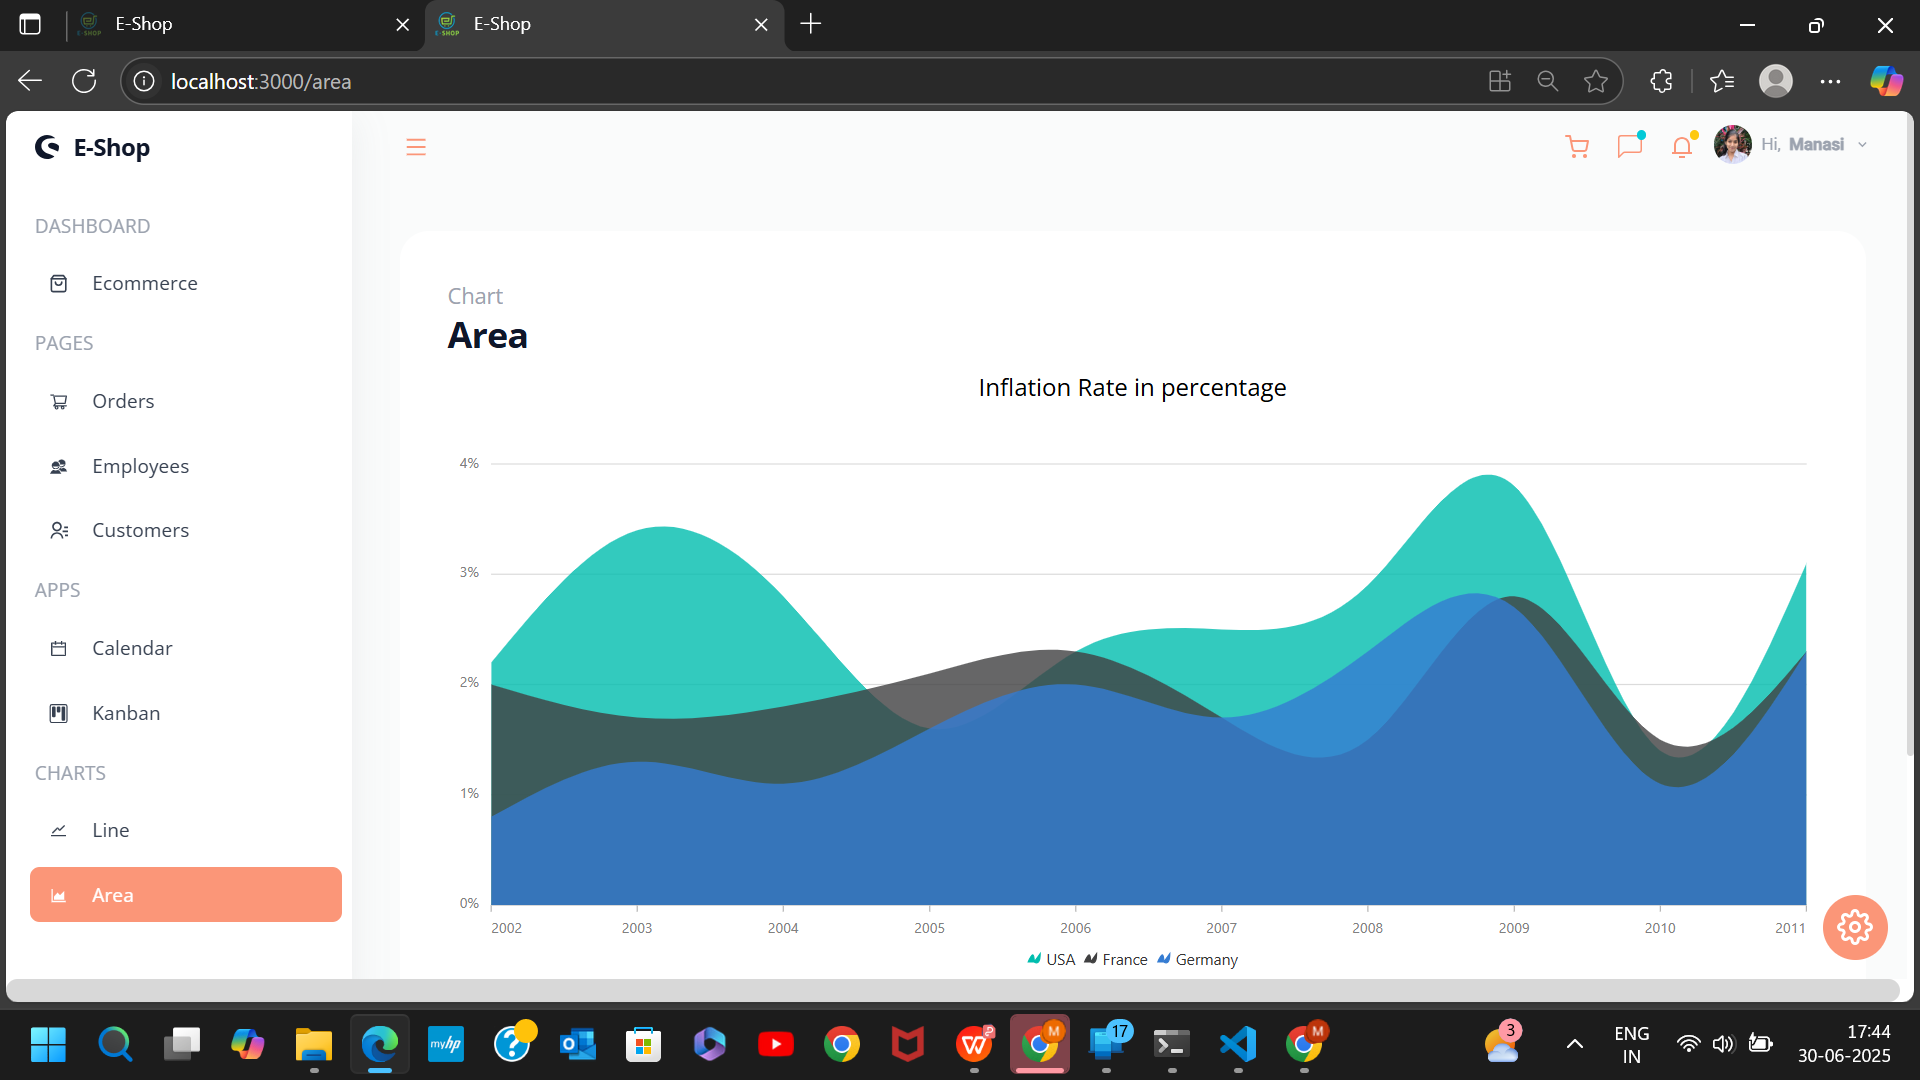 E-Shop
E-Shop
localhost:3000/area
E-Shop
Hi, Manasi
DASHBOARD
Ecommerce
PAGES
Orders
Employees
Customers
APPS
Calendar
Kanban
CHARTS
Line
Area
Chart
Area
Inflation Rate in percentage
4%
3%
2%
1%
0%
2002 2003 2004 2005 2006 2007 2008 2009 2010 2011
USA France Germany
myhp
17
M
M
3
ENG
IN
17:44
30-06-2025